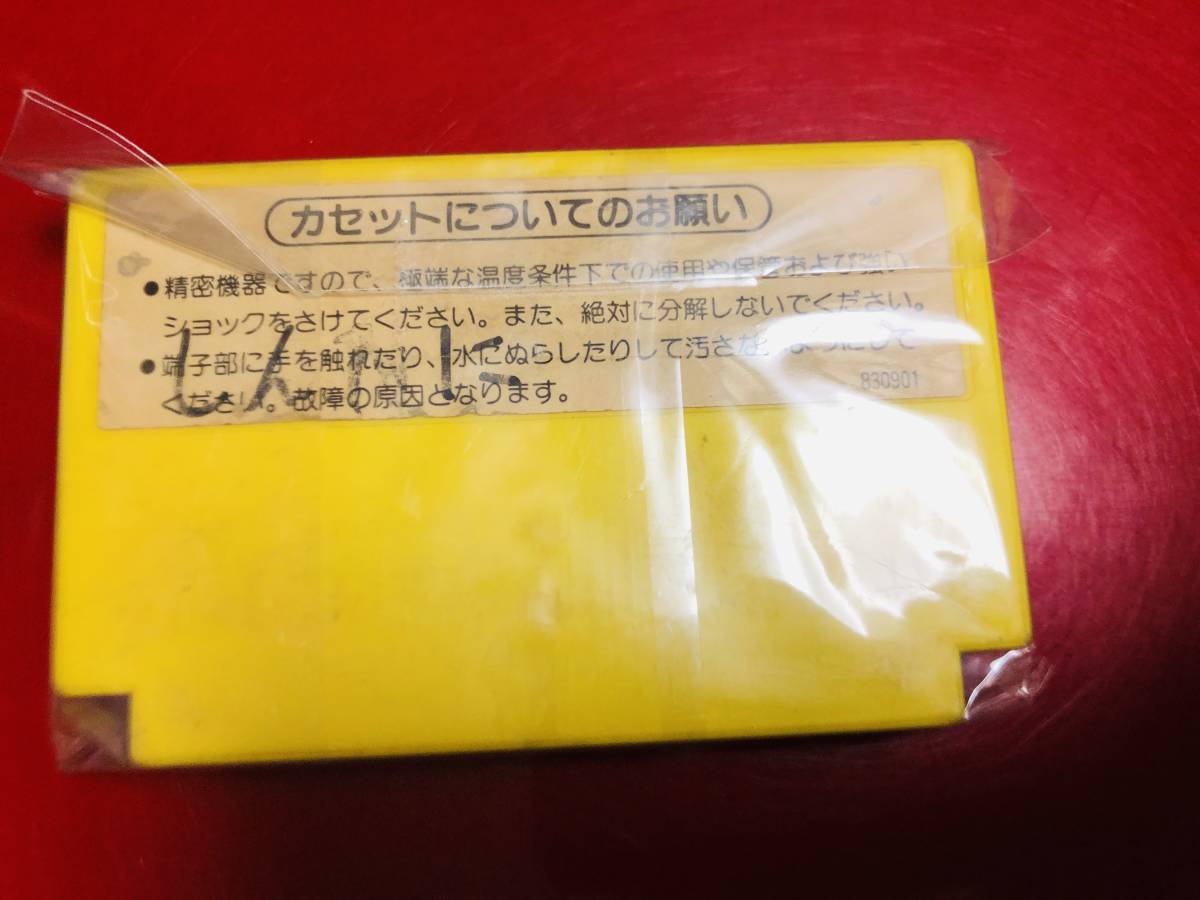 カセットについてのお願い
●精密機器ですので、極端な温度条件下での使用や保管および強い
ショックをさけてください。また、絶対に分解しないでください。
●端子部に手を触れたり、水にぬらしたりして汚さないようにして
ください。故障の原因となります。
830901